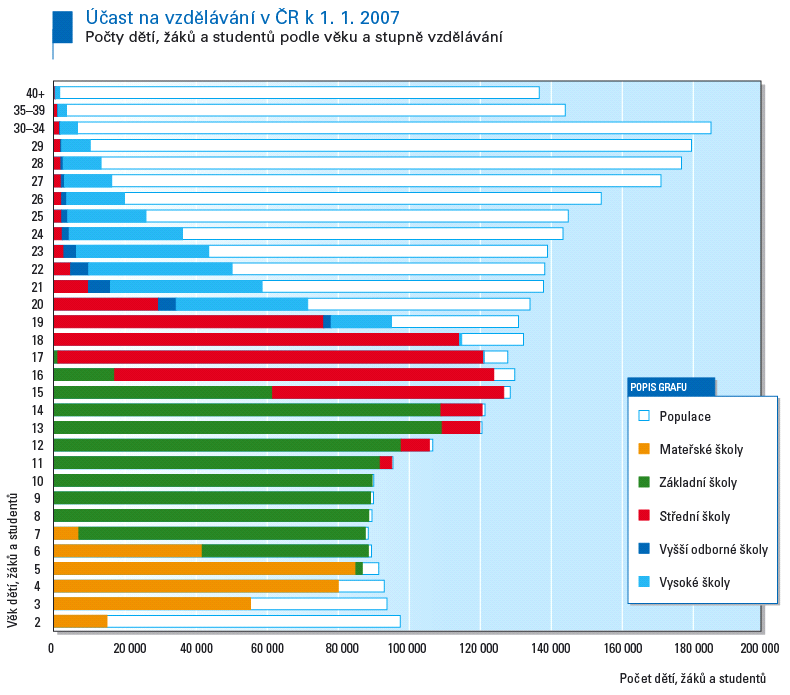 Účast na vzdělávání v ČR k 1. 1. 2007
Počty dětí, žáků a studentů podle věku a stupně vzdělávání
40+
35–39
30–34
29
28
27
26
25
24
23
22
21
20
19
18
17
16
15
14
13
12
11
10
9
8
7
6
5
4
3
2
Věk dětí, žáků a studentů
POPIS GRAFU
Populace
Mateřské školy
Základní školy
Střední školy
Vyšší odborné školy
Vysoké školy
0 20 000 40 000 60 000 80 000 100 000 120 000 140 000 160 000 180 000 200 000
Počet dětí, žáků a studentů